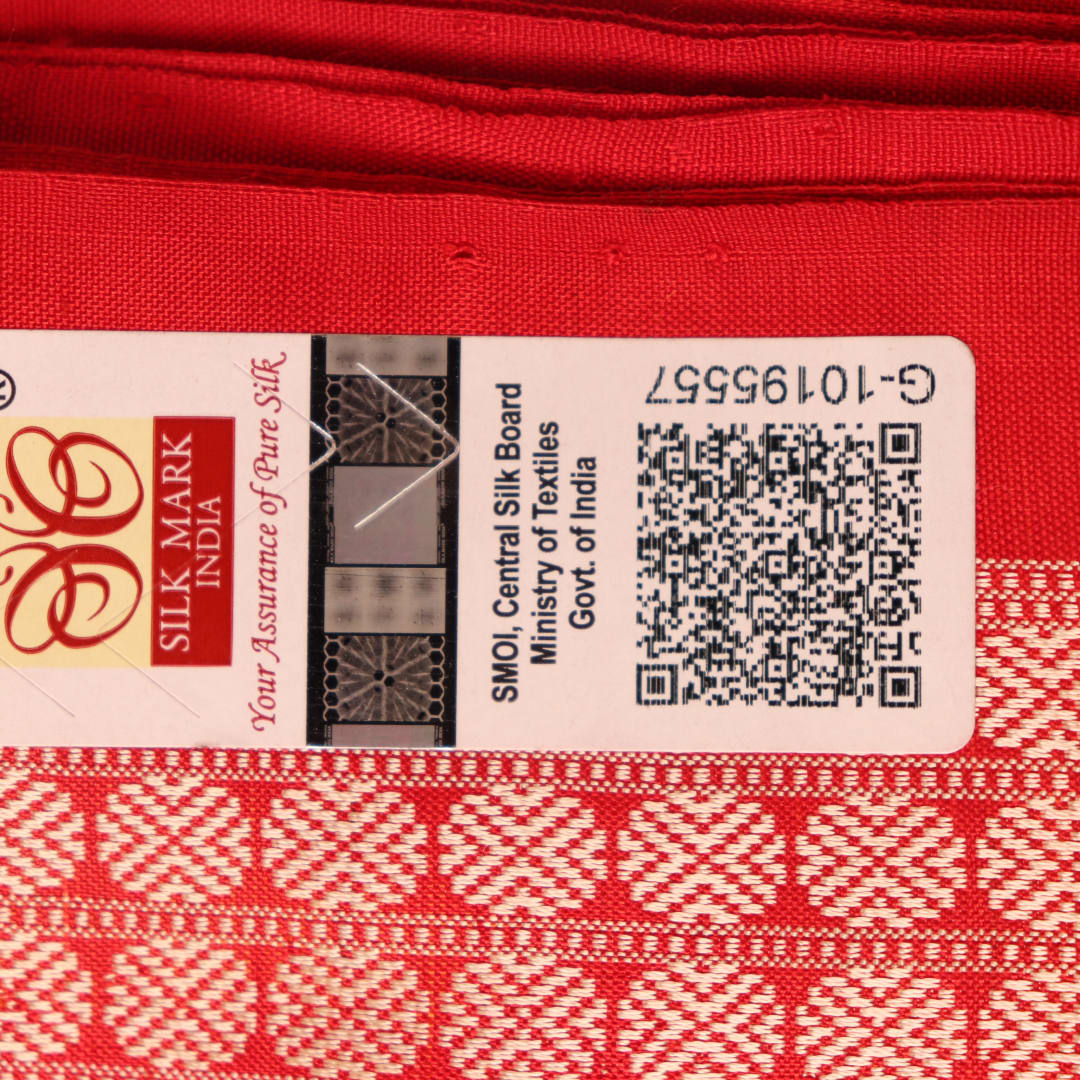 ®
SILK MARK
INDIA
Your Assurance of Pure Silk
SMOI, Central Silk Board
Ministry of Textiles
Govt. of India
G-10195557